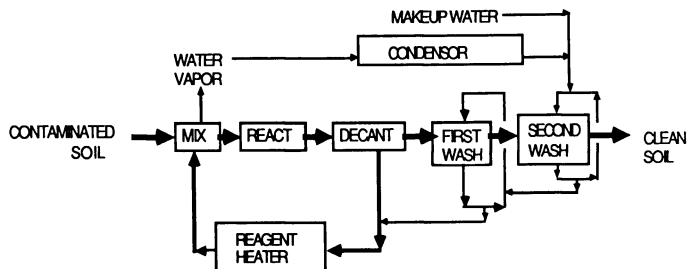 MAKEUP WATER
WATER
VAPOR
CONDENSOR
CONTAMINATED
SOIL
MIX
REACT
DECANT
FIRST
WASH
SECOND
WASH
CLEAN
SOIL
REAGENT
HEATER